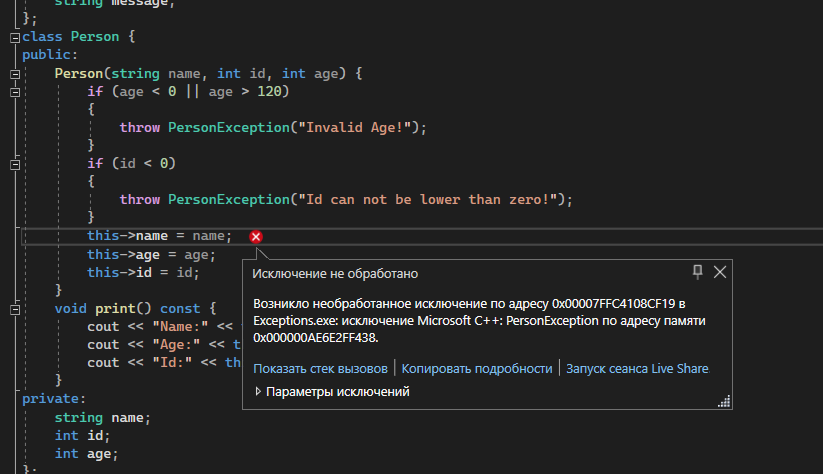 string message;
};
class Person {
public:
Person(string name, int id, int age) {
if (age < 0 || age > 120)
{
throw PersonException("Invalid Age!");
}
if (id < 0)
{
throw PersonException("Id can not be lower than zero!");
}
this->name = name;
this->age = age;
this->id = id;
}
void print() const {
cout << "Name:" <<
cout << "Age:" << t
cout << "Id:" << th
}
private:
string name;
int id;
int age;
};
Исключение не обработано
Возникло необработанное исключение по адресу 0x00007FFC4108CF19 в
Exceptions.exe: исключение Microsoft C++: PersonException по адресу памяти
0x000000AE6E2FF438.
Показать стек вызовов | Копировать подробности | Запуск сеанса Live Share
Параметры исключений